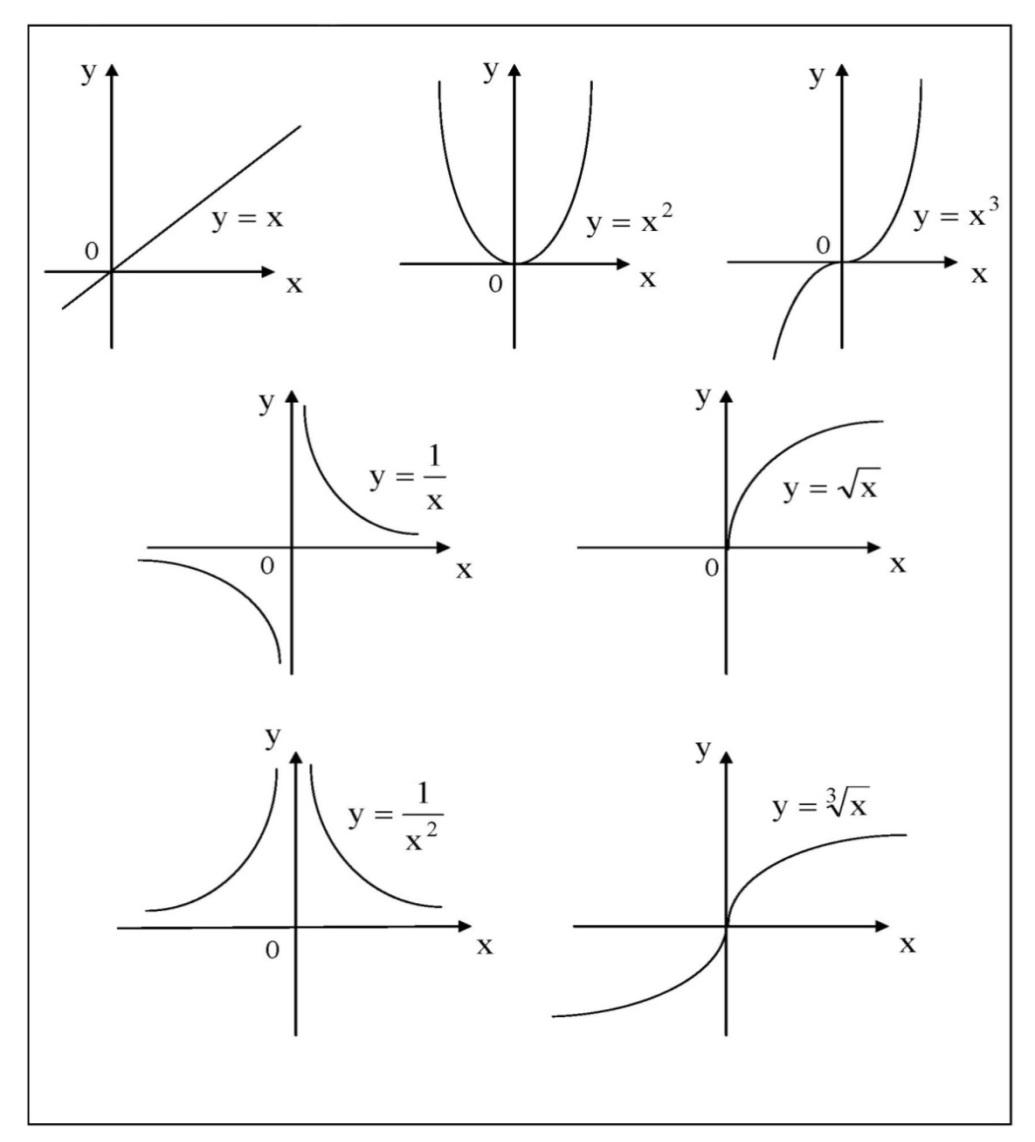 y
y = x
0
x
y
y = x²
0
x
y
y = x³
0
x
y
y = 1/x
0
x
y
y = √x
0
x
y
y = 1/x²
0
x
y
y = ∛x
x